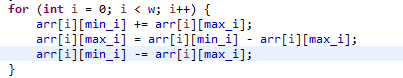 for (int i = 0; i < w; i++) {
arr[i][min_i] += arr[i][max_i];
arr[i][max_i] = arr[i][min_i] - arr[i][max_i];
arr[i][min_i] -= arr[i][max_i];
}